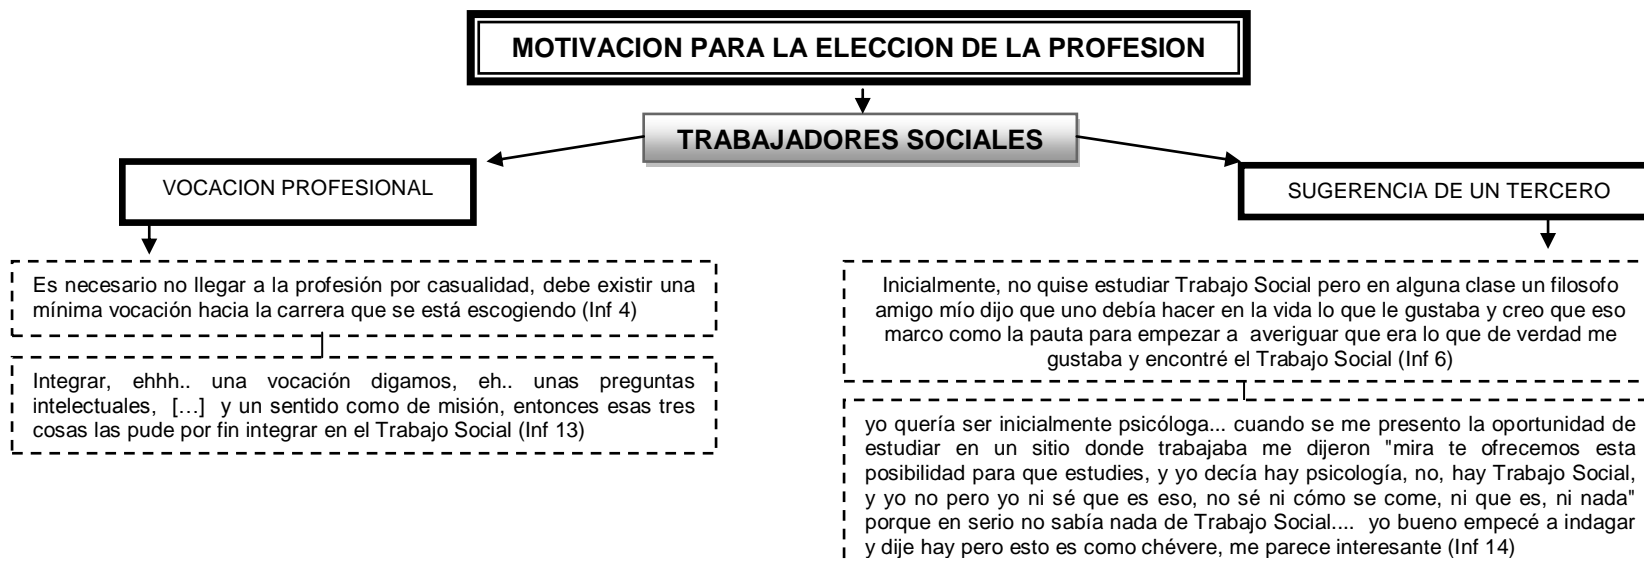 MOTIVACION PARA LA ELECCION DE LA PROFESION
TRABAJADORES SOCIALES
VOCACION PROFESIONAL
Es necesario no llegar a la profesión por casualidad, debe existir una
mínima vocación hacia la carrera que se está escogiendo (Inf 4)
Integrar, ehhh.. una vocación digamos, eh.. unas preguntas
intelectuales, [...] y un sentido como de misión, entonces esas tres
cosas las pude por fin integrar en el Trabajo Social (Inf 13)
SUGERENCIA DE UN TERCERO
Inicialmente, no quise estudiar Trabajo Social pero en alguna clase un filosofo
amigo mío dijo que uno debía hacer en la vida lo que le gustaba y creo que eso
marco como la pauta para empezar a averiguar que era lo que de verdad me
gustaba y encontré el Trabajo Social (Inf 6)
yo quería ser inicialmente psicóloga... cuando se me presento la oportunidad de
estudiar en un sitio donde trabajaba me dijeron "mira te ofrecemos esta
posibilidad para que estudies, y yo decía hay psicología, no, hay Trabajo Social,
y yo no pero yo ni sé que es eso, no sé ni cómo se come, ni que es, ni nada"
porque en serio no sabía nada de Trabajo Social.... yo bueno empecé a indagar
y dije hay pero esto es como chévere, me parece interesante (Inf 14)